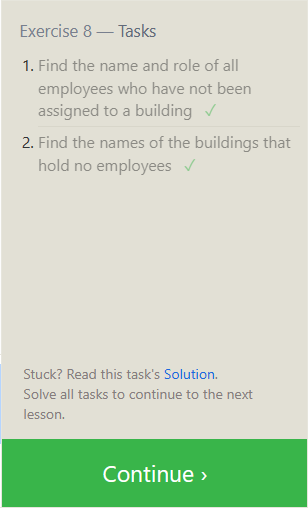 Exercise 8 — Tasks
1. Find the name and role of all
employees who have not been
assigned to a building ✓
2. Find the names of the buildings that
hold no employees ✓
Stuck? Read this task's Solution.
Solve all tasks to continue to the next
lesson.
Continue ›